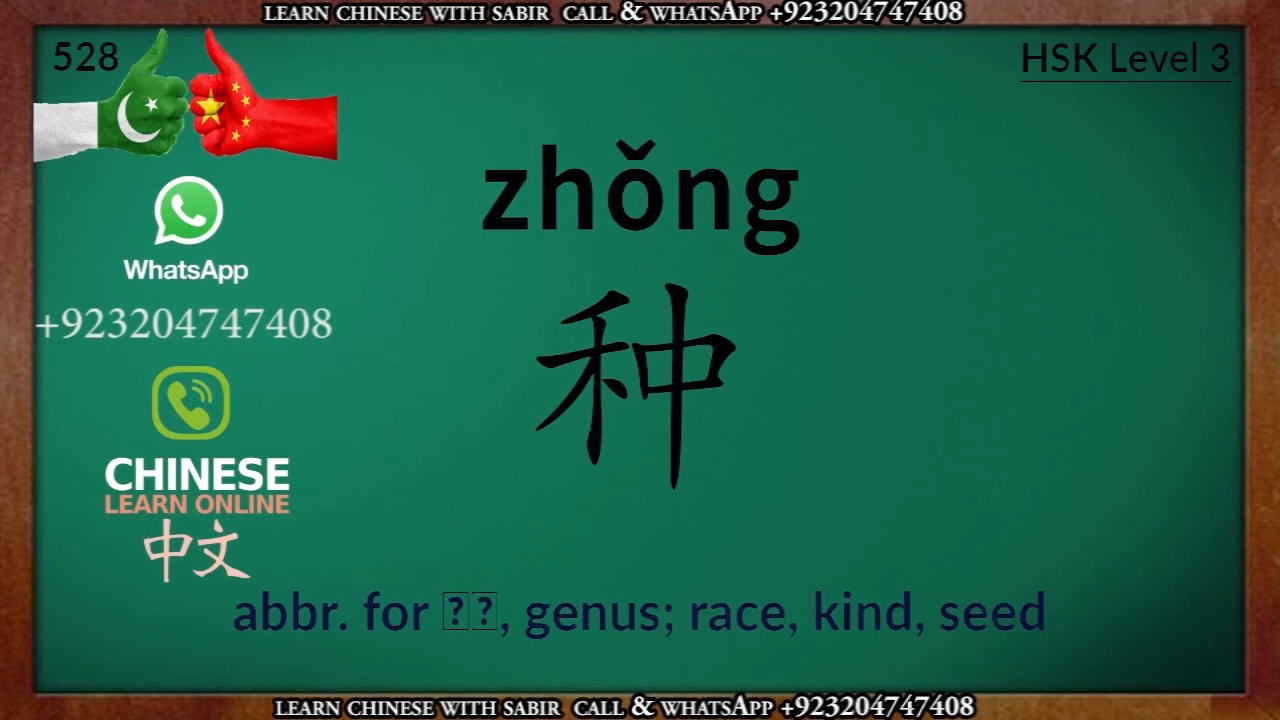 LEARN CHINESE WITH SABIR CALL & WHATSAPP +923204747408
528
HSK Level 3
zhǒng
种
WhatsApp
+923204747408
CHINESE
LEARN ONLINE
中文
abbr. for , genus; race, kind, seed
LEARN CHINESE WITH SABIR CALL & WHATSAPP +923204747408